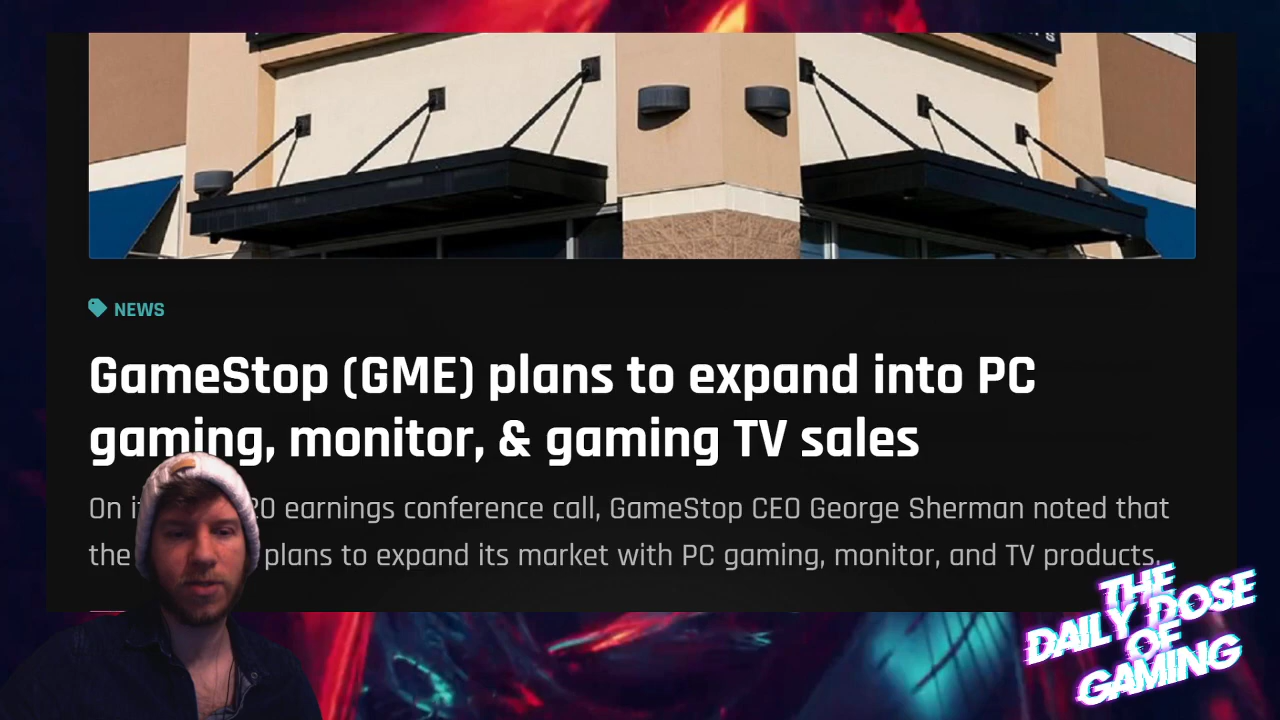 NEWS
GameStop (GME) plans to expand into PC
gaming, monitor, & gaming TV sales
On 20 earnings conference call, GameStop CEO George Sherman noted that
the plans to expand its market with PC gaming, monitor, and TV products.
THE
DAILY DOSE
OF
GAMING